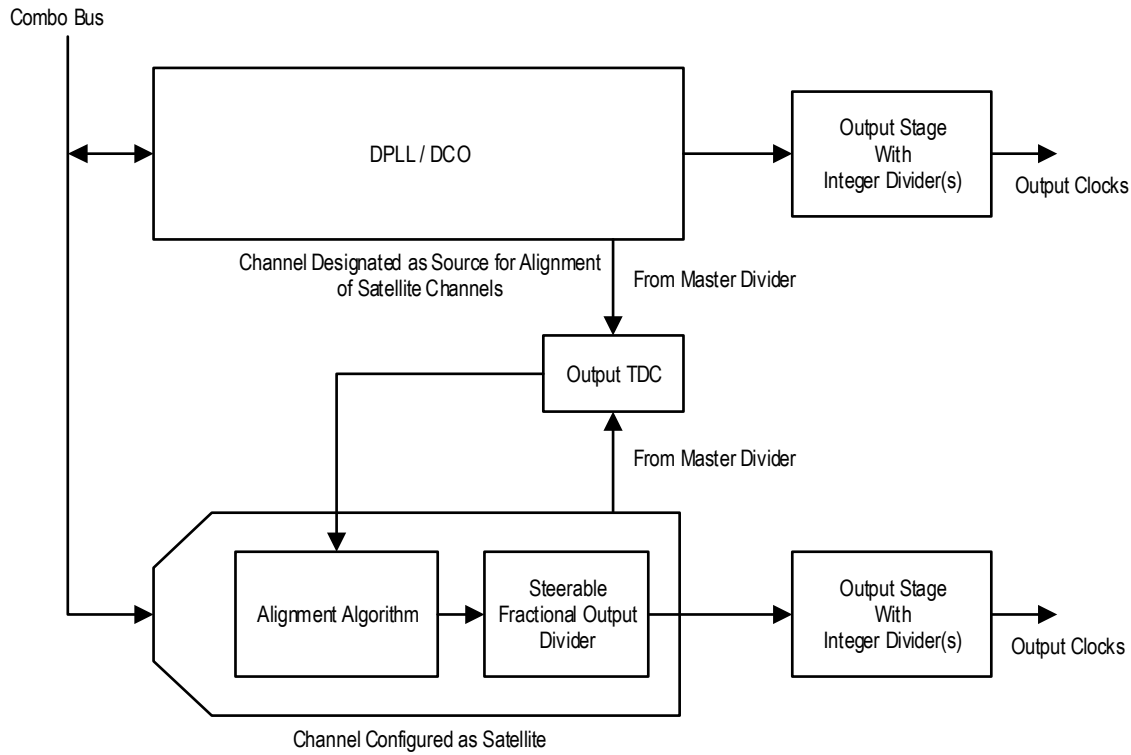 Combo Bus
DPLL / DCO
Output Stage
With
Integer Divider(s)
Output Clocks
Channel Designated as Source for Alignment
of Satellite Channels
From Master Divider
Output TDC
From Master Divider
Alignment Algorithm
Steerable
Fractional Output
Divider
Output Stage
With
Integer Divider(s)
Output Clocks
Channel Configured as Satellite